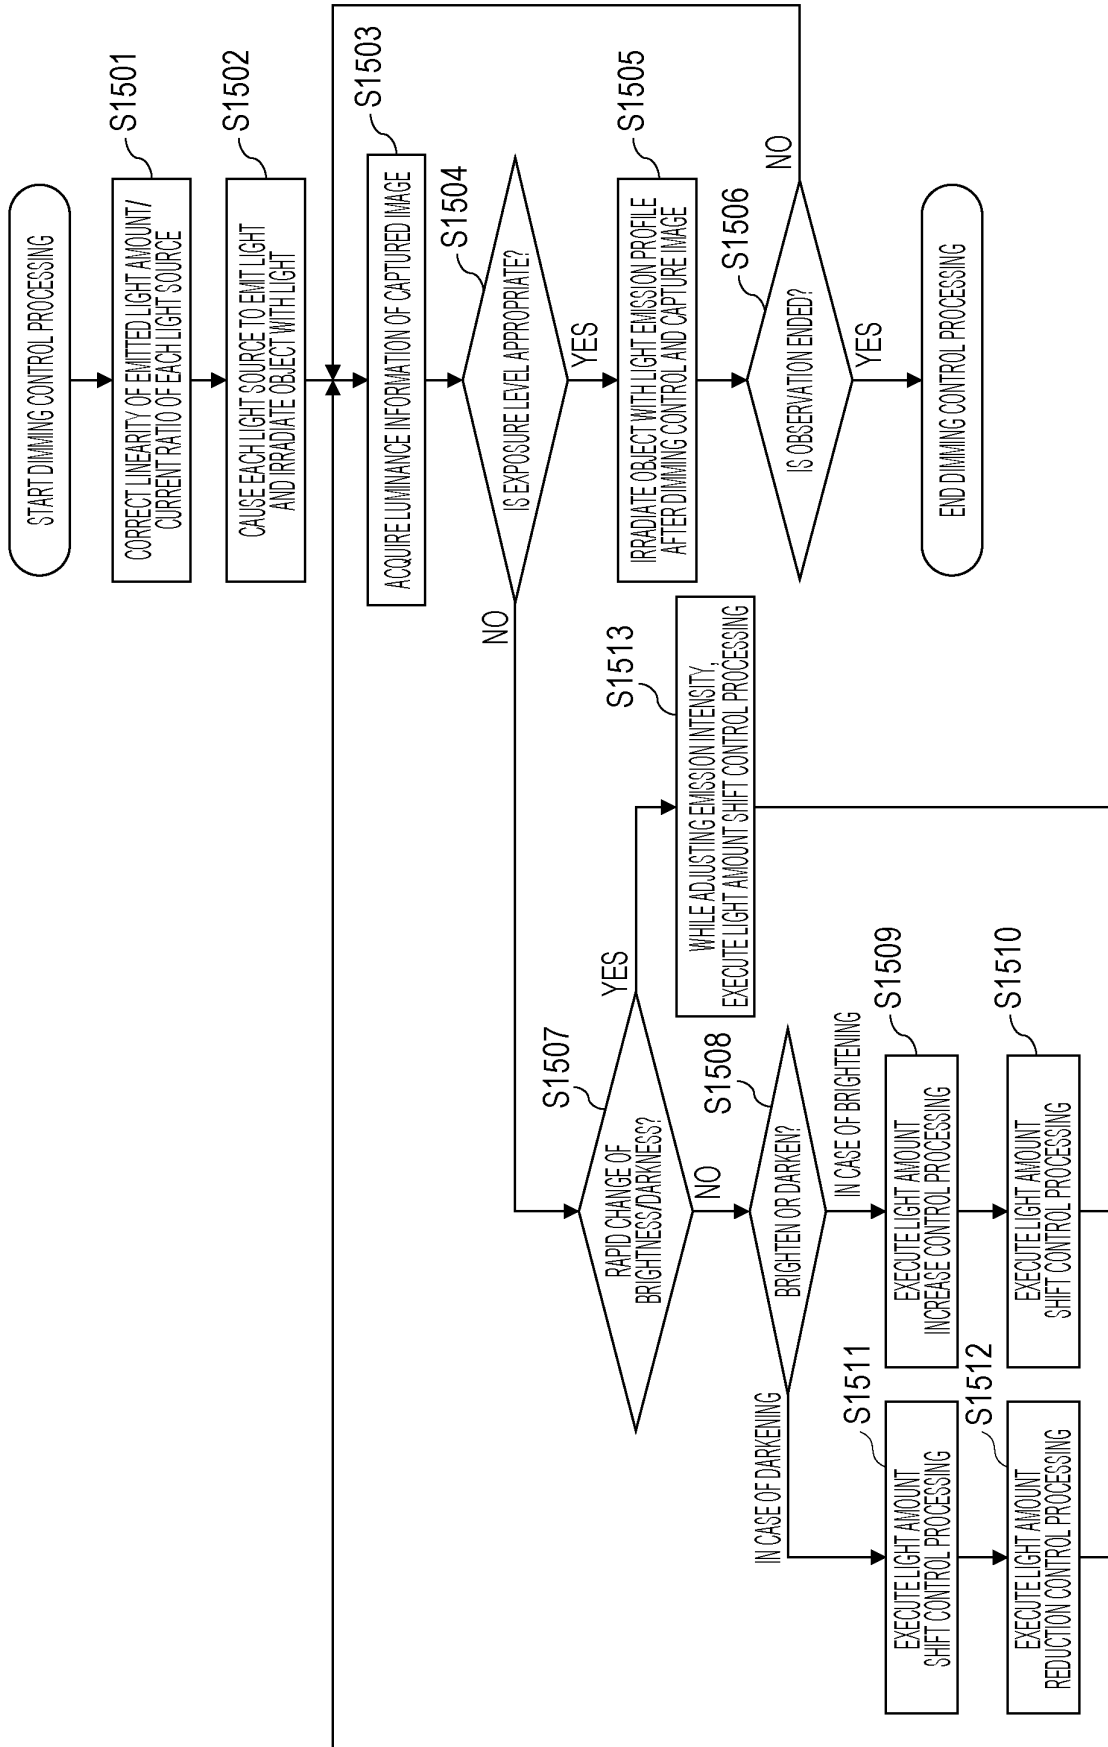 START DIMMING CONTROL PROCESSING
S1501
CORRECT LINEARITY OF EMITTED LIGHT AMOUNT/
CURRENT RATIO OF EACH LIGHT SOURCE
S1502
CAUSE EACH LIGHT SOURCE TO EMIT LIGHT
AND IRRADIATE OBJECT WITH LIGHT
S1503
ACQUIRE LUMINANCE INFORMATION OF CAPTURED IMAGE
S1504
IS EXPOSURE LEVEL APPROPRIATE?
NO
YES
S1505
IRRADIATE OBJECT WITH LIGHT EMISSION PROFILE
AFTER DIMMING CONTROL AND CAPTURE IMAGE
S1506
IS OBSERVATION ENDED?
NO
YES
END DIMMING CONTROL PROCESSING
S1507
RAPID CHANGE OF
BRIGHTNESS/DARKNESS?
YES
NO
S1513
WHILE ADJUSTING EMISSION INTENSITY,
EXECUTE LIGHT AMOUNT SHIFT CONTROL PROCESSING
S1508
BRIGHTEN OR DARKEN?
IN CASE OF DARKENING
IN CASE OF BRIGHTENING
S1509
EXECUTE LIGHT AMOUNT
INCREASE CONTROL PROCESSING
S1510
EXECUTE LIGHT AMOUNT
SHIFT CONTROL PROCESSING
S1511
EXECUTE LIGHT AMOUNT
SHIFT CONTROL PROCESSING
S1512
EXECUTE LIGHT AMOUNT
REDUCTION CONTROL PROCESSING